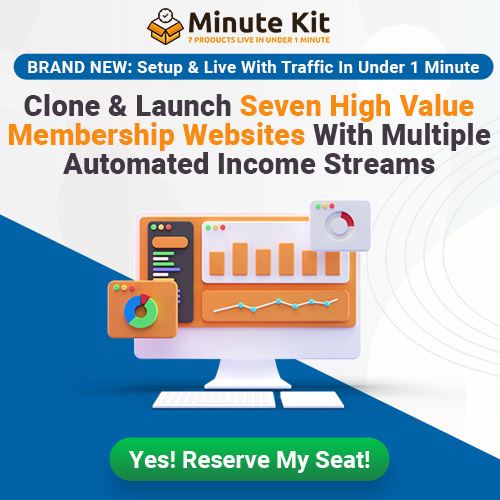 Minute Kit
7 PRODUCTS LIVE IN UNDER 1 MINUTE
BRAND NEW: Setup & Live With Traffic In Under 1 Minute
Clone & Launch Seven High Value
Membership Websites With Multiple
Automated Income Streams
Yes! Reserve My Seat!